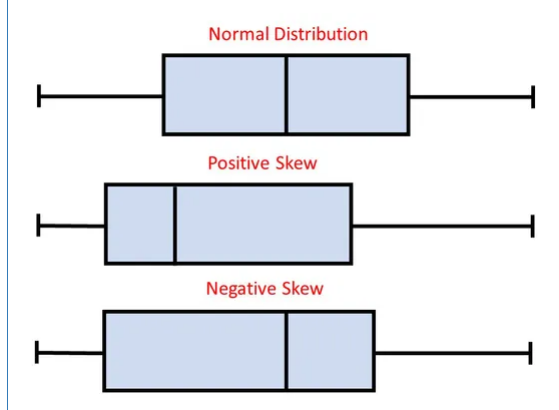 Normal Distribution
Positive Skew
Negative Skew